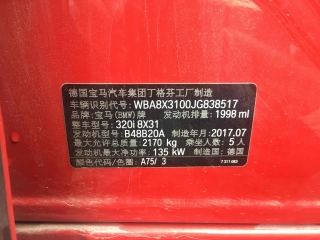 德国宝马汽车集团丁格芬工厂制造
车辆识别代号: WBA8X3100JG838517
品牌: 宝马(BMW)牌 发动机排量: 1998 ml
整车型号: 320i 8X31
发动机型号: B48B20A 制造年月: 2017.07
最大允许总质量: 2170 kg 乘坐人数: 5人
发动机最大净功率: 135 kW 制造国: 德国
颜色代码/色圈: A75/ 3